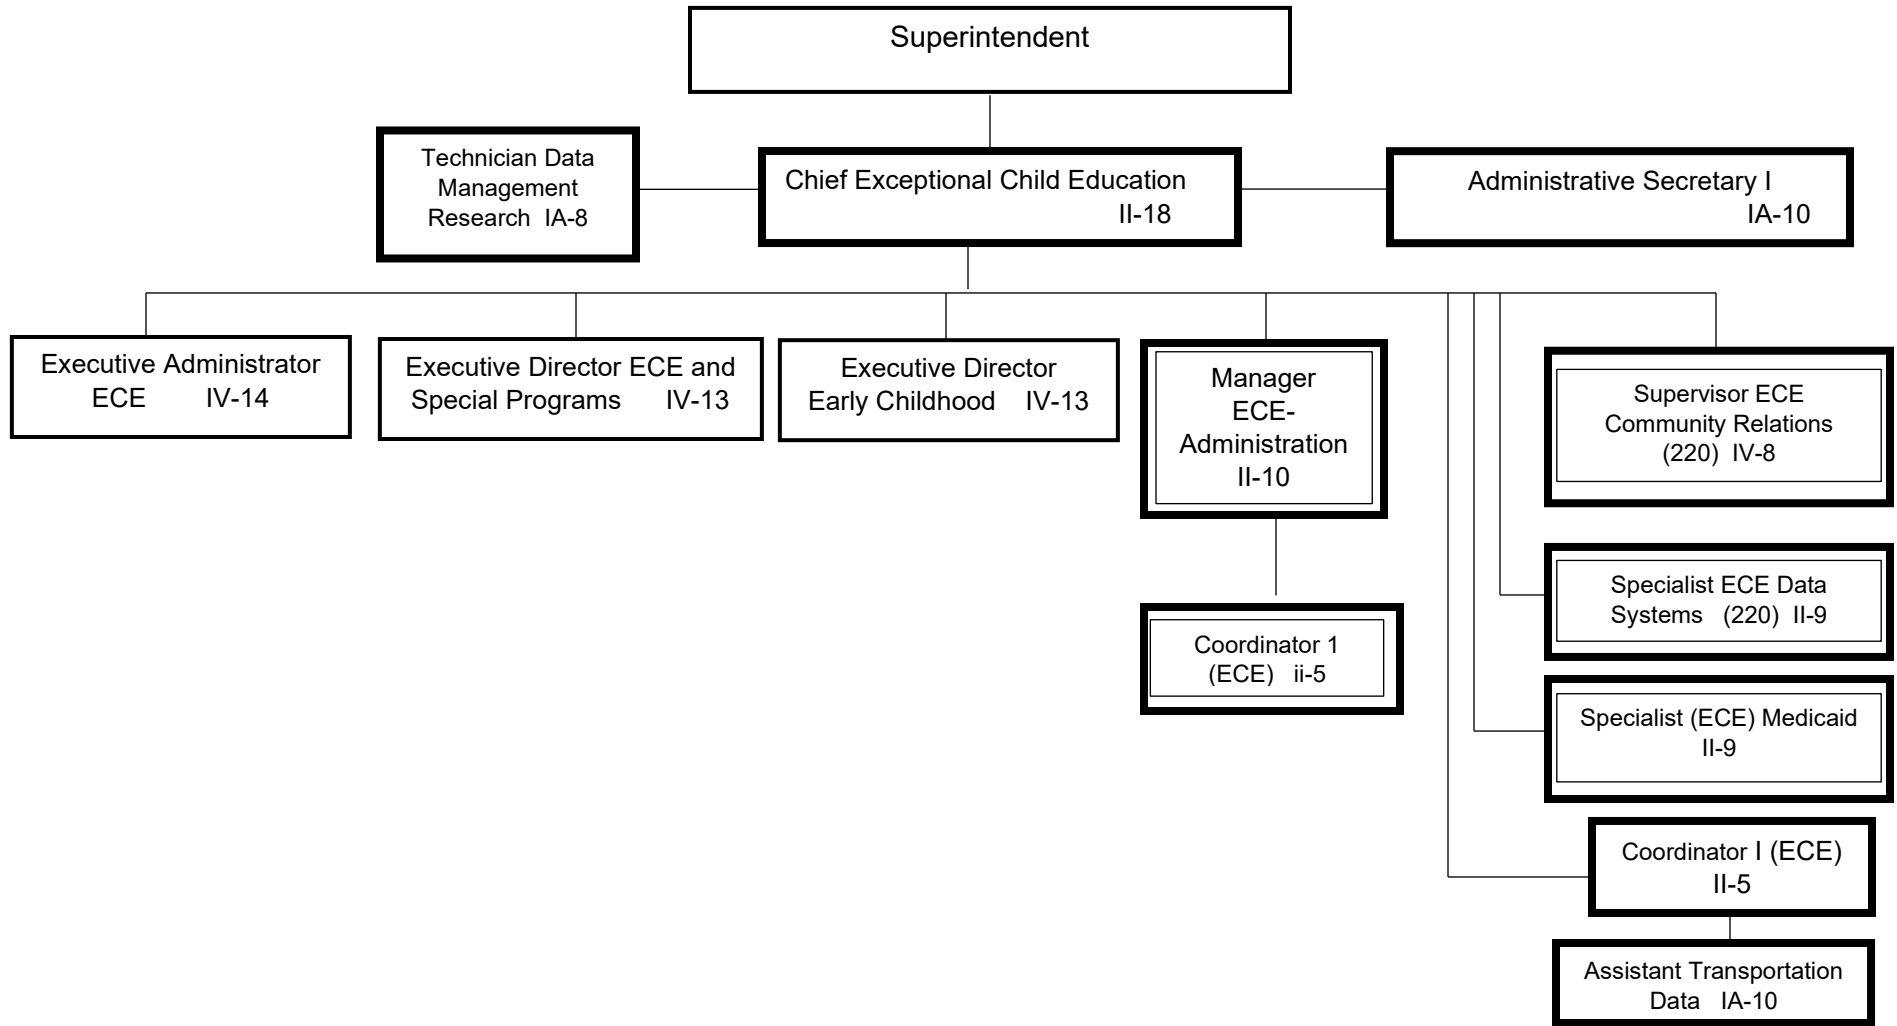 Superintendent
Technician Data
Management
Research IA-8
Chief Exceptional Child Education
II-18
Administrative Secretary I
IA-10
Executive Administrator
ECE IV-14
Executive Director ECE and
Special Programs IV-13
Executive Director
Early Childhood IV-13
Manager
ECE-
Administration
II-10
Supervisor ECE
Community Relations
(220) IV-8
Specialist ECE Data
Systems (220) II-9
Coordinator 1
(ECE) ii-5
Specialist (ECE) Medicaid
II-9
Coordinator I (ECE)
II-5
Assistant Transportation
Data IA-10